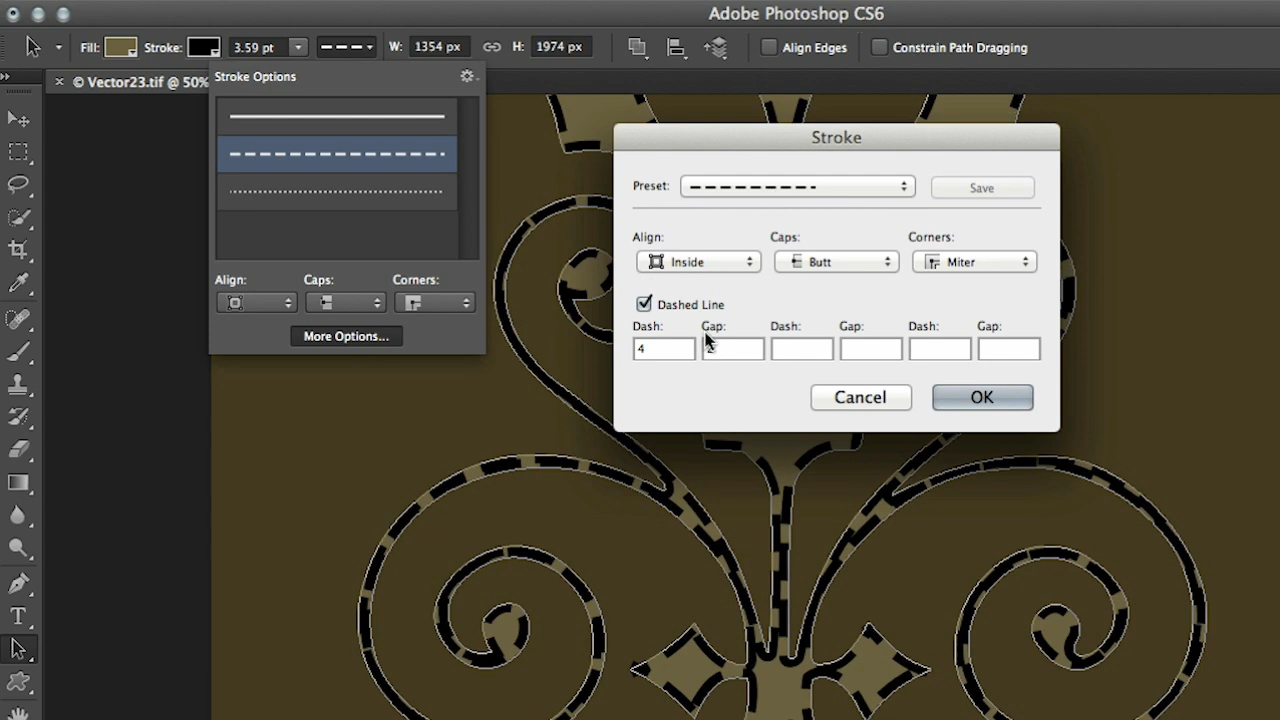 Adobe Photoshop CS6
Fill: Stroke: 3.59 pt W: 1354 px H: 1974 px Align Edges Constrain Path Dragging
× © Vector23.tif @ 50%
Stroke Options
Align: Caps: Corners:
More Options...
Stroke
Preset: Save
Align: Caps: Corners:
Inside Butt Miter
Dashed Line
Dash: Gap: Dash: Gap: Dash: Gap:
4
Cancel OK
T